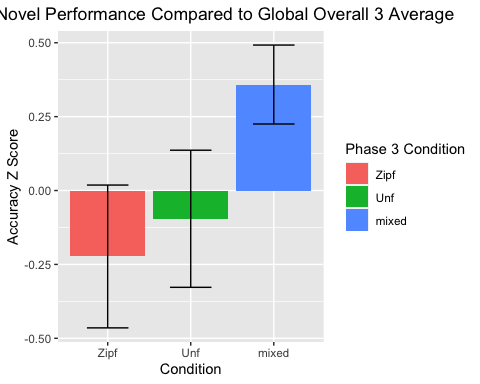 Novel Performance Compared to Global Overall 3 Average
0.50
0.25
0.00
-0.25
-0.50
Accuracy Z Score
Zipf
Unf
mixed
Condition
Phase 3 Condition
Zipf
Unf
mixed